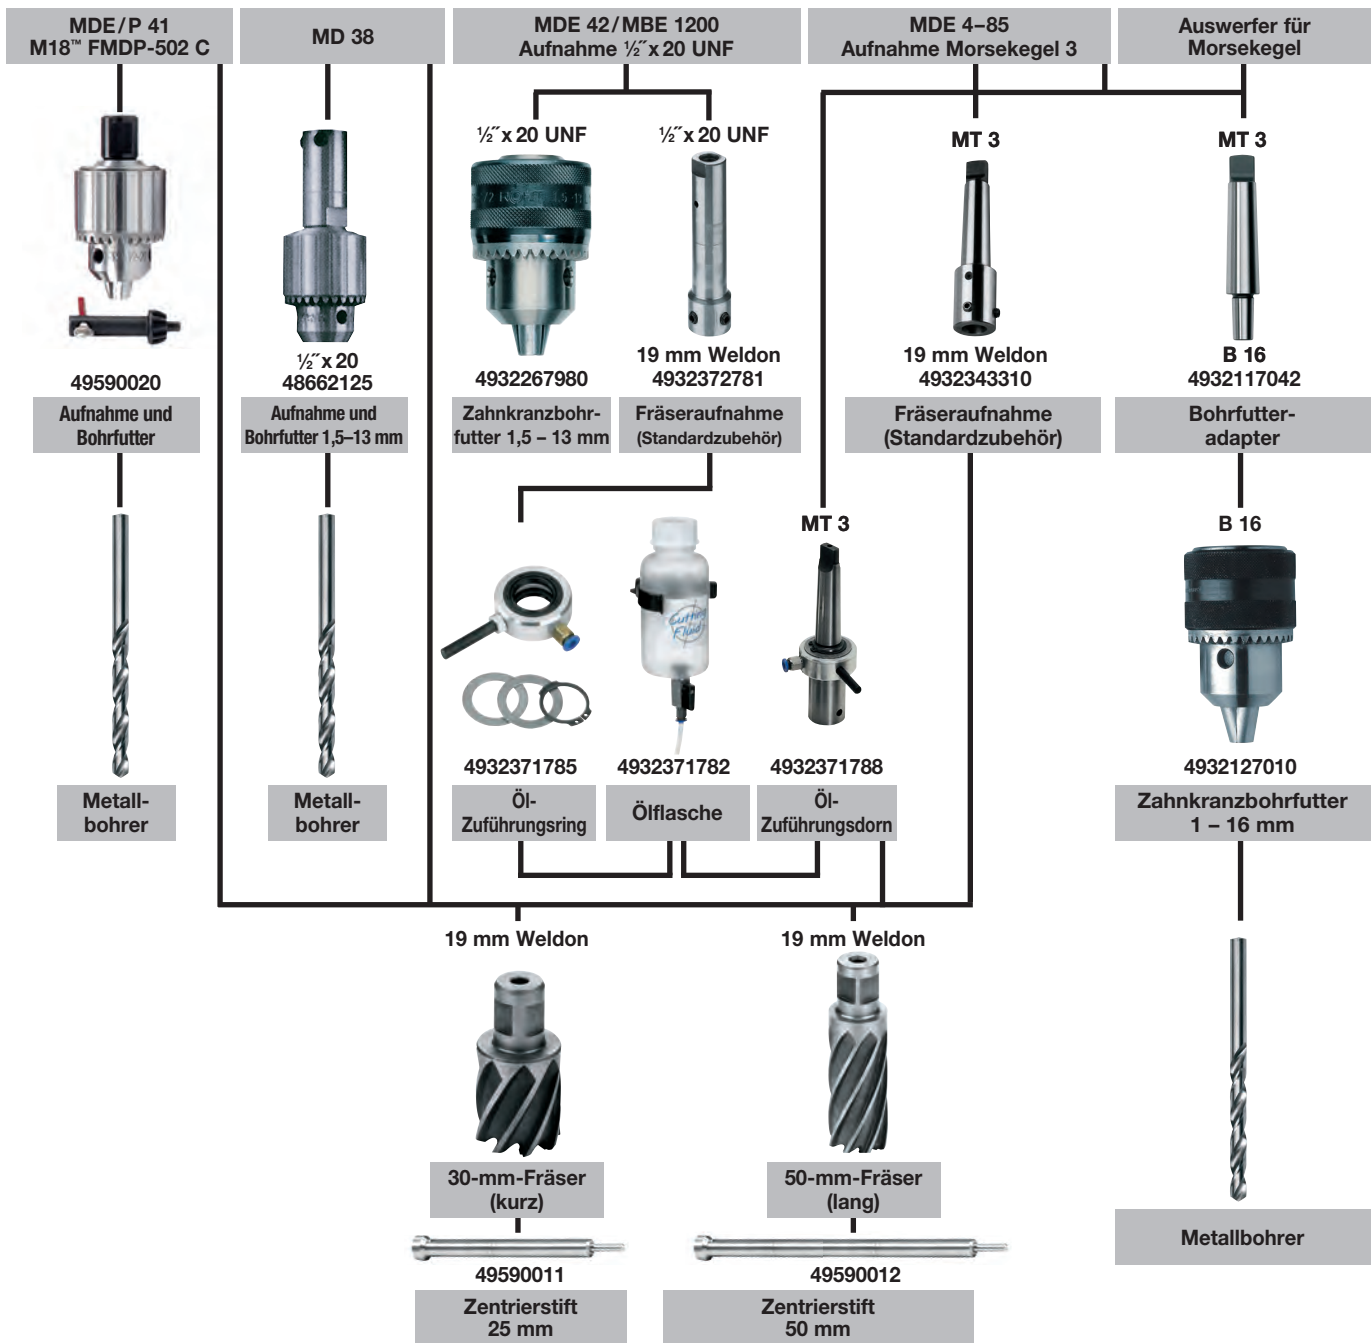 MDE/P 41
M18™ FMDP-502 C
MD 38
MDE 42/MBE 1200
Aufnahme ½˝ x 20 UNF
MDE 4–85
Aufnahme Morsekegel 3
Auswerfer für
Morsekegel
½˝ x 20 UNF
½˝ x 20 UNF
MT 3
MT 3
½˝ x 20
19 mm Weldon
19 mm Weldon
B 16
49590020
48662125
4932267980
4932372781
4932343310
4932117042
Aufnahme und
Bohrfutter
Aufnahme und
Bohrfutter 1,5–13 mm
Zahnkranzbohr-
futter 1,5 – 13 mm
Fräseraufnahme
(Standardzubehör)
Fräseraufnahme
(Standardzubehör)
Bohrfutter-
adapter
MT 3
B 16
Cutting
Fluid
4932371785
4932371782
4932371788
4932127010
Metall-
bohrer
Metall-
bohrer
Öl-
Zuführungsring
Ölflasche
Öl-
Zuführungsdorn
Zahnkranzbohrfutter
1 – 16 mm
19 mm Weldon
19 mm Weldon
30-mm-Fräser
(kurz)
50-mm-Fräser
(lang)
Metallbohrer
49590011
49590012
Zentrierstift
25 mm
Zentrierstift
50 mm